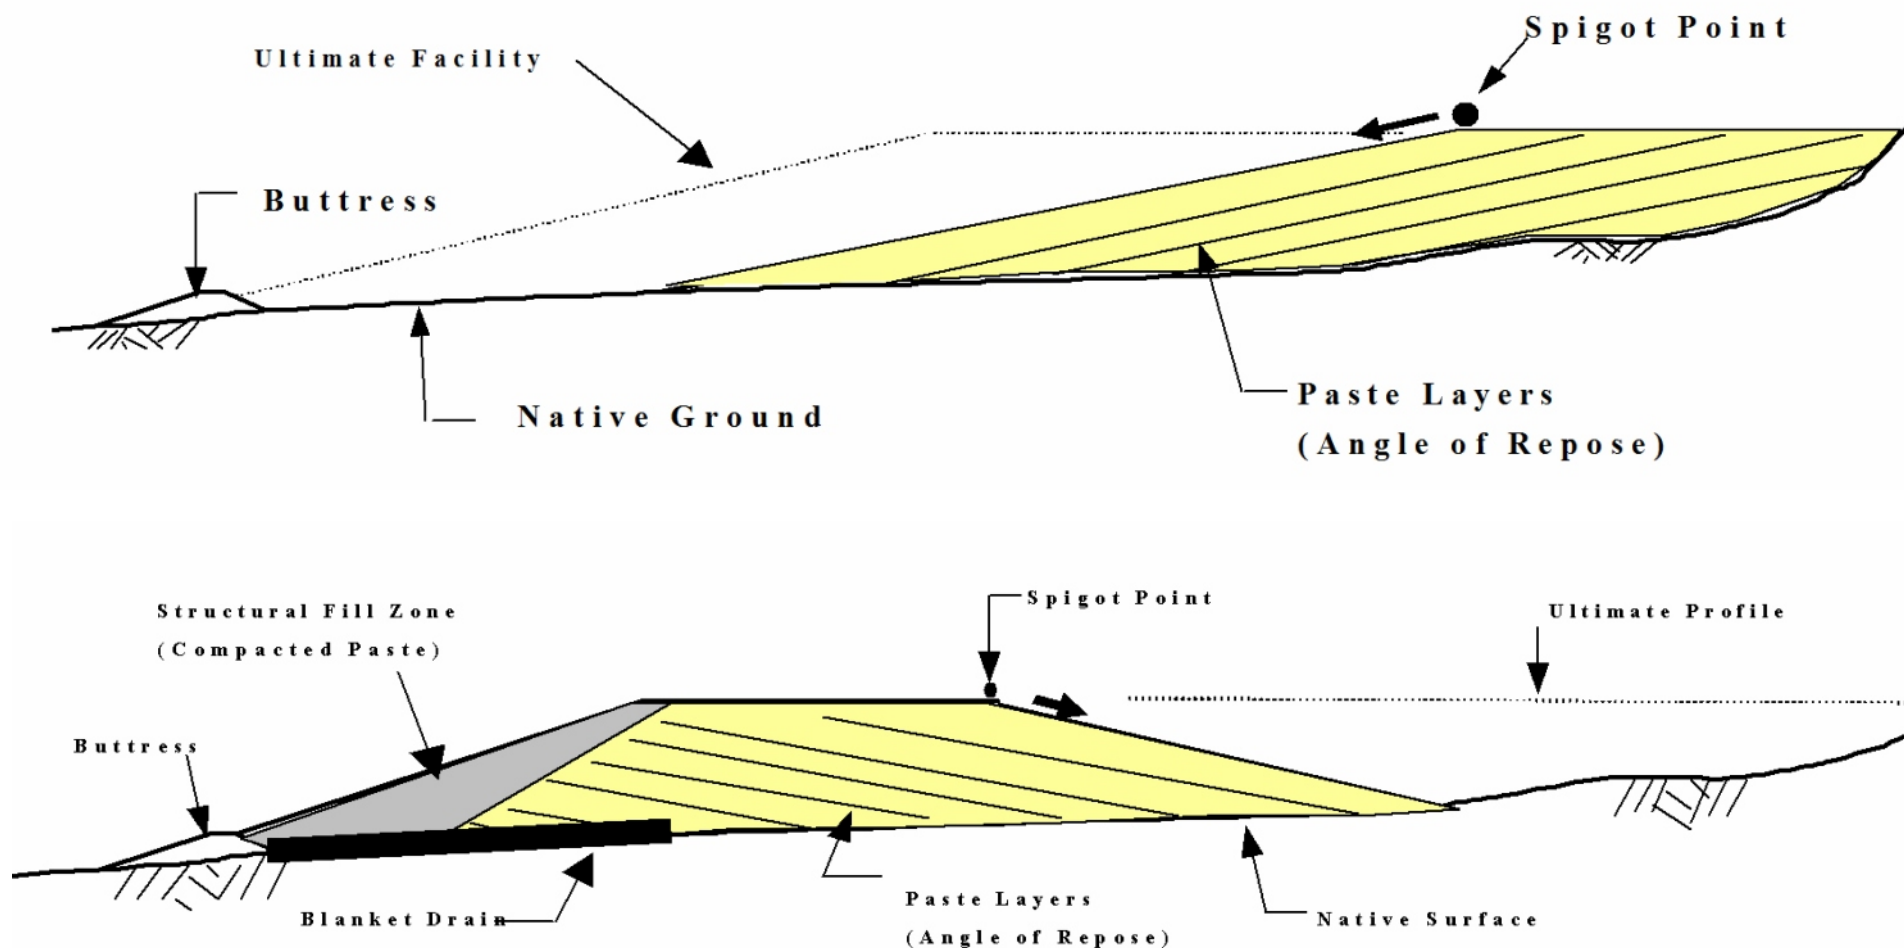 Spigot Point
Ultimate Facility
Buttress
Native Ground
Paste Layers
(Angle of Repose)
Structural Fill Zone
(Compacted Paste)
Spigot Point
Ultimate Profile
Buttress
Blanket Drain
Paste Layers
(Angle of Repose)
Native Surface